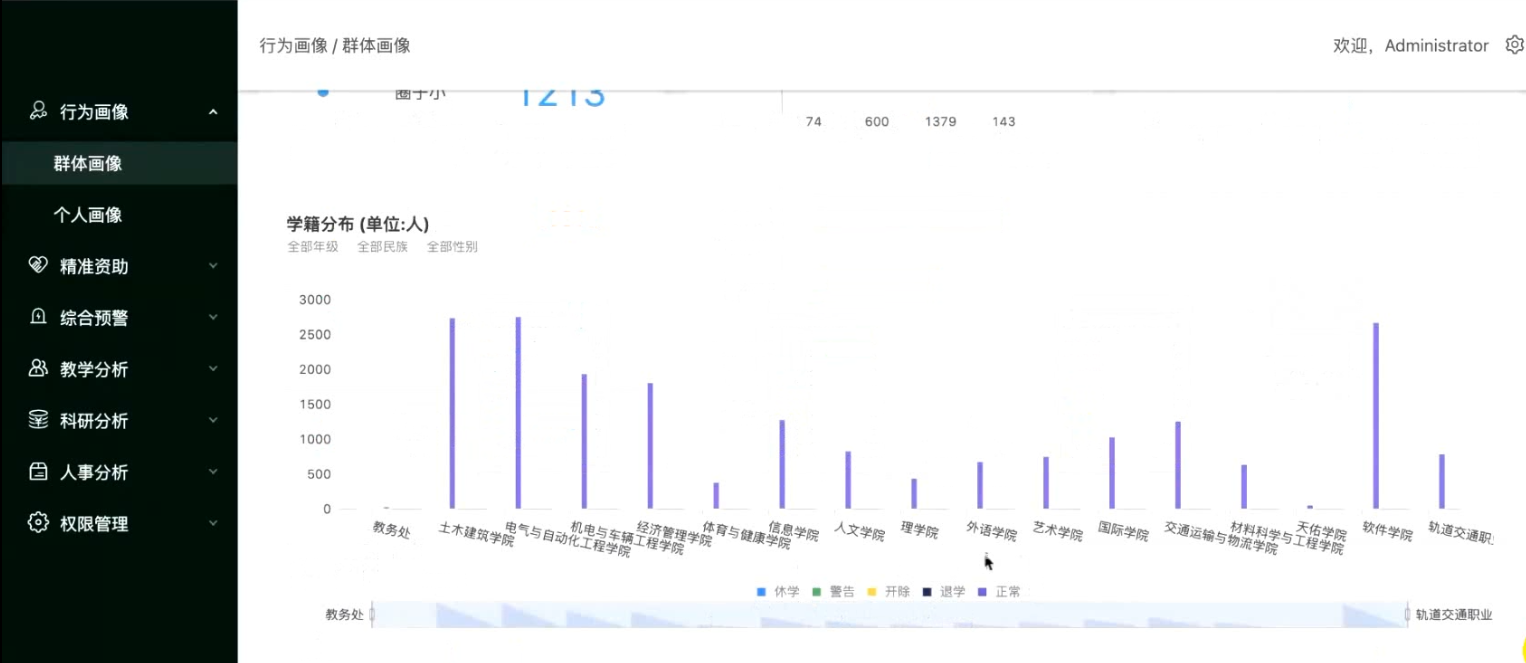 行为画像 / 群体画像
欢迎，Administrator
行为画像
群体画像
个人画像
精准资助
综合预警
教学分析
科研分析
人事分析
权限管理
圈子小
1213
74 600 1379 143
学籍分布 (单位:人)
全部年级 全部民族 全部性别
3000
2500
2000
1500
1000
500
0
教务处
土木建筑学院
电气与自动化工程学院
机电与车辆工程学院
经济管理学院
体育与健康学院
信息学院
人文学院
理学院
外语学院
艺术学院
国际学院
交通运输与物流学院
材料科学与工程学院
天佑学院
软件学院
轨道交通职
休学 警告 开除 退学 正常
教务处
轨道交通职业